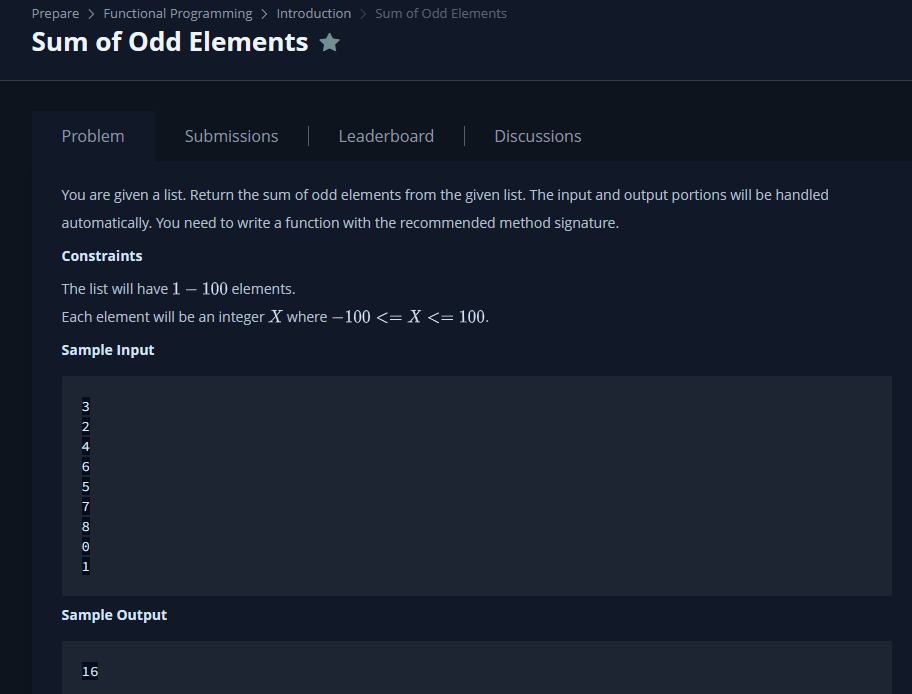 Prepare > Functional Programming > Introduction > Sum of Odd Elements
Sum of Odd Elements
Problem Submissions Leaderboard Discussions
You are given a list. Return the sum of odd elements from the given list. The input and output portions will be handled
automatically. You need to write a function with the recommended method signature.
Constraints
The list will have 1 – 100 elements.
Each element will be an integer X where −100 <= X <= 100.
Sample Input
3
2
4
6
5
7
8
0
1
Sample Output
16